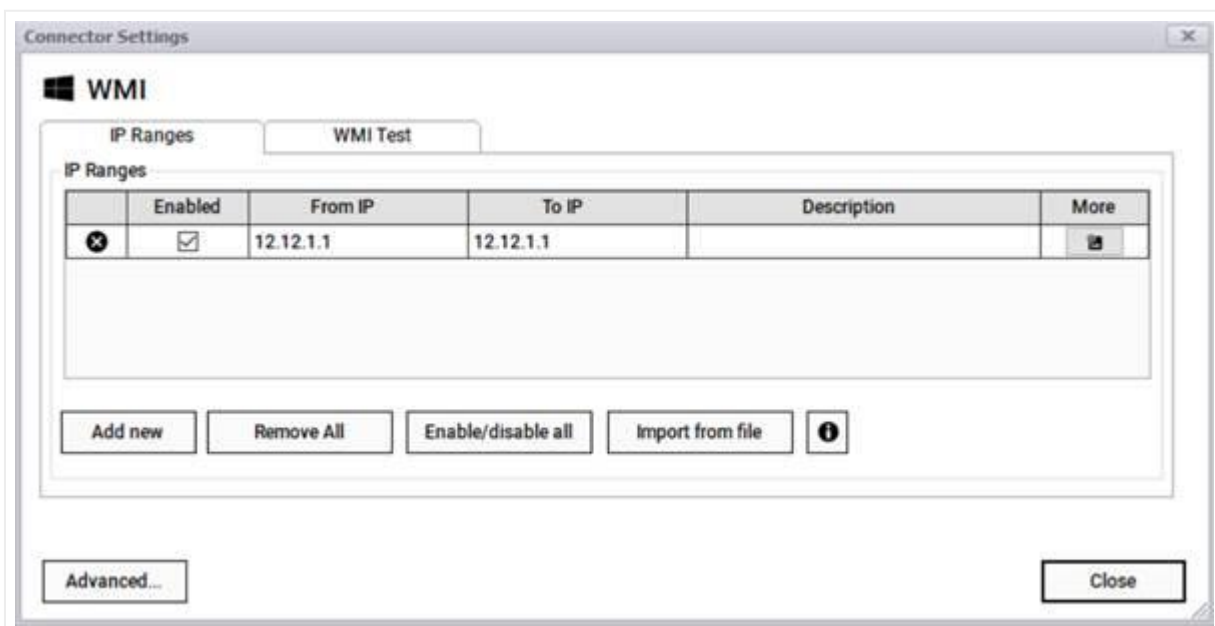 Connector Settings
WMI
IP Ranges WMI Test
IP Ranges
Enabled From IP To IP Description More
12.12.1.1 12.12.1.1
Add new Remove All Enable/disable all Import from file
Advanced... Close